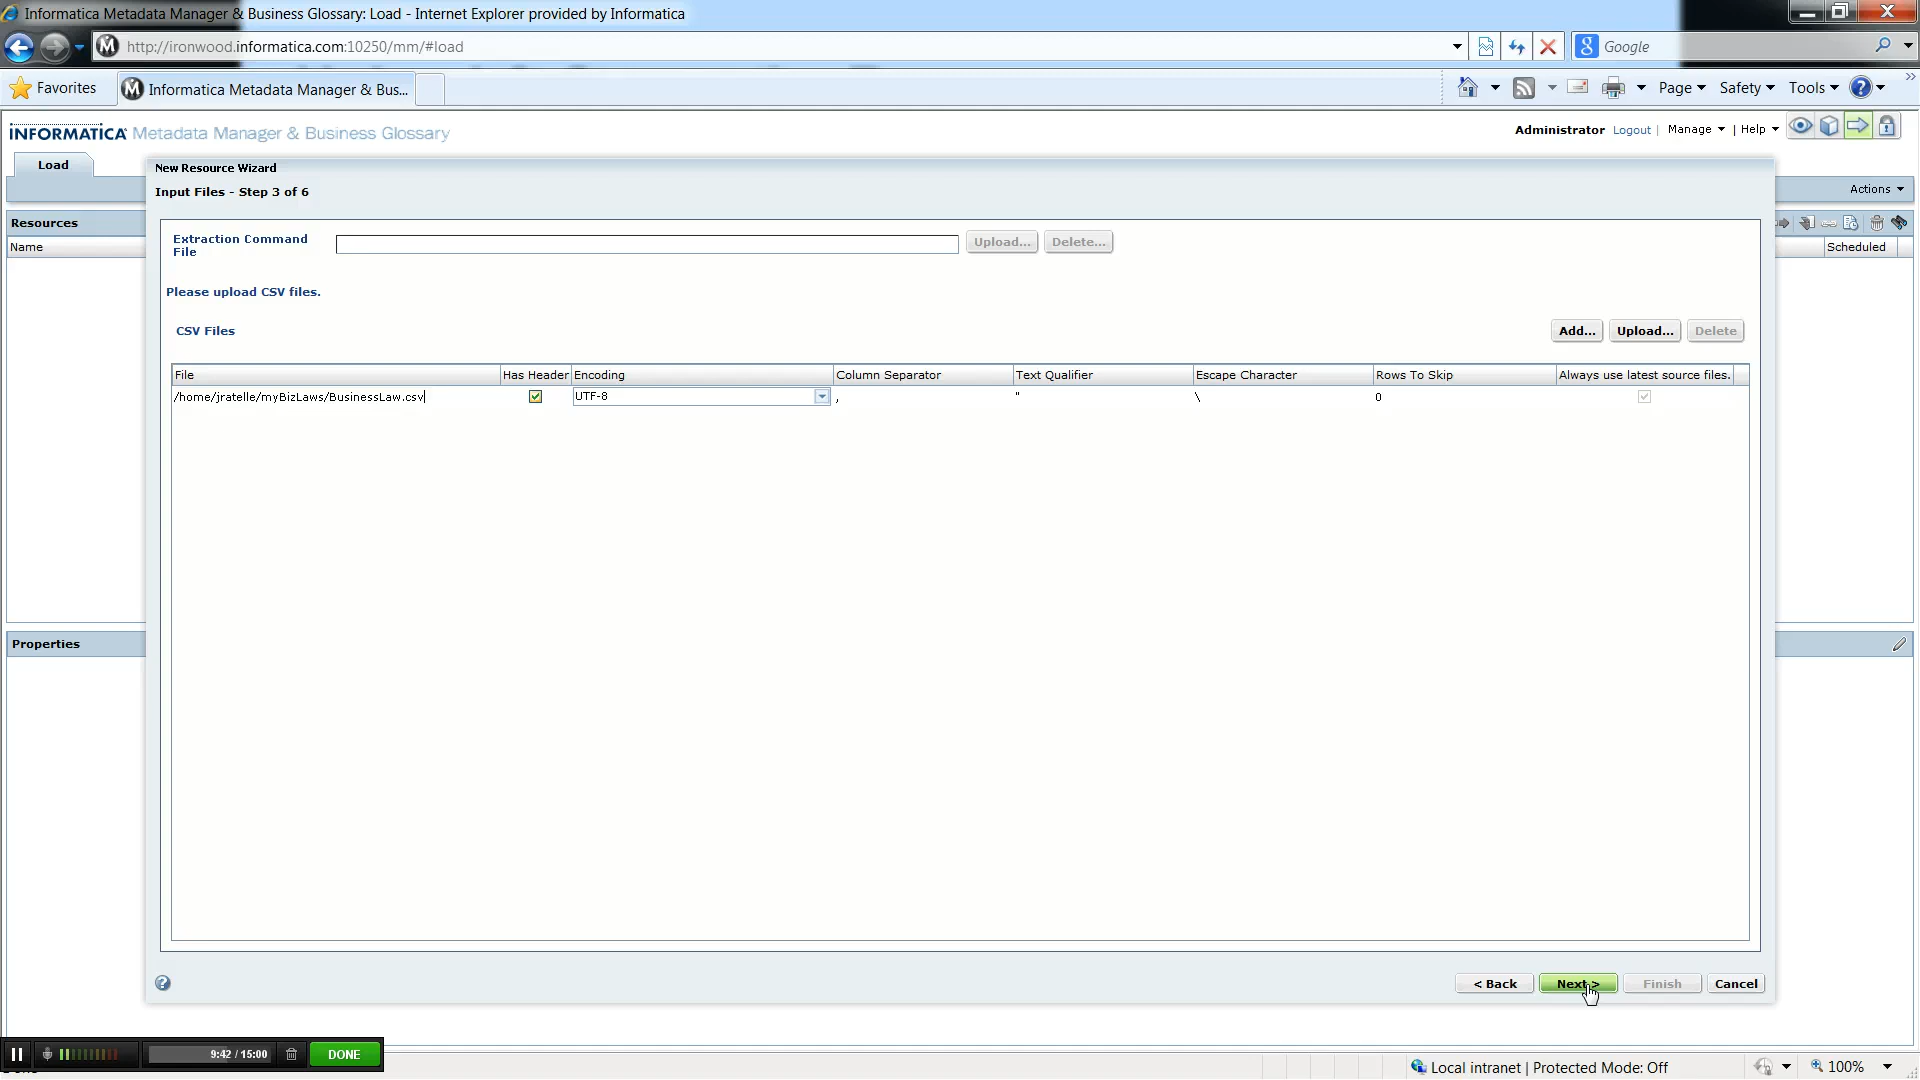 Informatica Metadata Manager & Business Glossary: Load - Internet Explorer provided by Informatica
http://ironwood.informatica.com:10250/mm/#load
Google
Favorites
Informatica Metadata Manager & Bus...
Page
Safety
Tools
INFORMATICA Metadata Manager & Business Glossary
Administrator Logout | Manage | Help
Load
Actions
New Resource Wizard
Input Files - Step 3 of 6
Resources
Name
Scheduled
Extraction Command File
Upload...
Delete...
Please upload CSV files.
CSV Files
Add...
Upload...
Delete
File Has Header Encoding Column Separator Text Qualifier Escape Character Rows To Skip Always use latest source files.
/home/jratelle/myBizLaws/BusinessLaw.csv UTF-8 , " \ 0
Properties
< Back
Next >
Finish
Cancel
9:42 / 15:00
DONE
Local intranet | Protected Mode: Off
100%